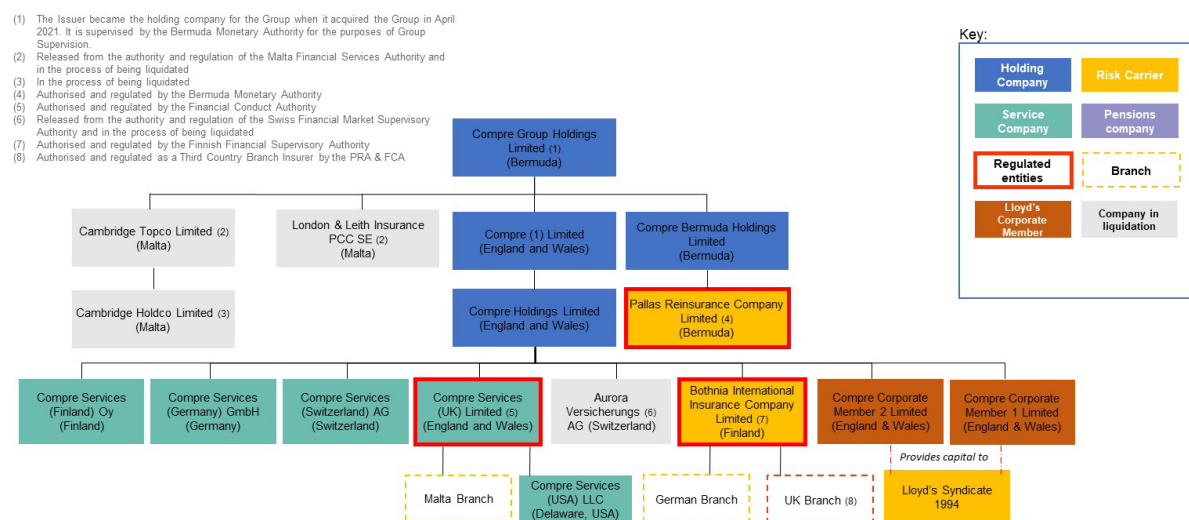 (1) The Issuer became the holding company for the Group when it acquired the Group in April
2021. It is supervised by the Bermuda Monetary Authority for the purposes of Group
Supervision.
(2) Released from the authority and regulation of the Malta Financial Services Authority and
in the process of being liquidated
(3) In the process of being liquidated
(4) Authorised and regulated by the Bermuda Monetary Authority
(5) Authorised and regulated by the Financial Conduct Authority
(6) Released from the authority and regulation of the Swiss Financial Market Supervisory
Authority and in the process of being liquidated
(7) Authorised and regulated by the Finnish Financial Supervisory Authority
(8) Authorised and regulated as a Third Country Branch Insurer by the PRA & FCA
Key:
Holding
Company
Risk Carrier
Service
Company
Pensions
company
Regulated
entities
Branch
Lloyd's
Corporate
Member
Company in
liquidation
Compre Group Holdings
Limited (1)
(Bermuda)
Cambridge Topco Limited (2)
(Malta)
London & Leith Insurance
PCC SE (2)
(Malta)
Compre (1) Limited
(England and Wales)
Compre Bermuda Holdings
Limited
(Bermuda)
Cambridge Holdco Limited (3)
(Malta)
Compre Holdings Limited
(England and Wales)
Pallas Reinsurance Company
Limited (4)
(Bermuda)
Compre Services
(Finland) Oy
(Finland)
Compre Services
(Germany) GmbH
(Germany)
Compre Services
(Switzerland) AG
(Switzerland)
Compre Services
(UK) Limited (5)
(England and Wales)
Aurora
Versicherungs (6)
AG (Switzerland)
Bothnia International
Insurance Company
Limited (7)
(Finland)
Compre Corporate
Member 2 Limited
(England & Wales)
Compre Corporate
Member 1 Limited
(England & Wales)
Provides capital to
Malta Branch
Compre Services
(USA) LLC
(Delaware, USA)
German Branch
UK Branch (8)
Lloyd's Syndicate
1994